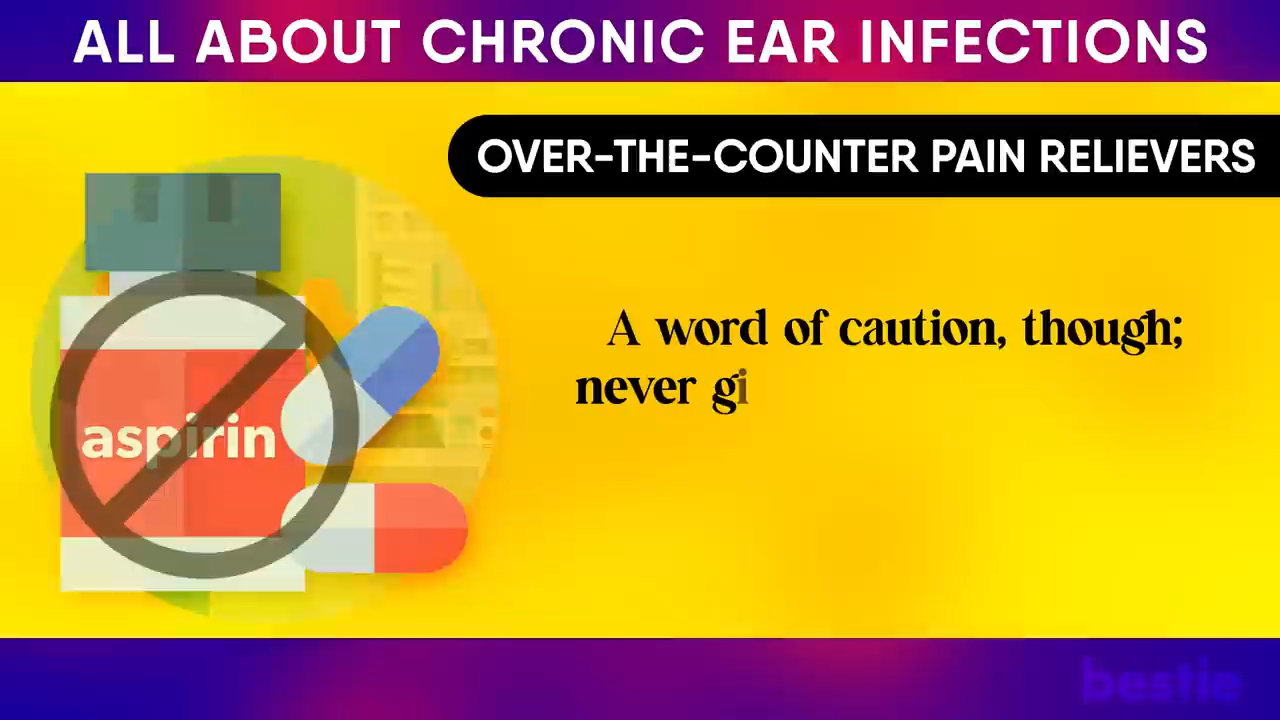 ALL ABOUT CHRONIC EAR INFECTIONS
OVER-THE-COUNTER PAIN RELIEVERS
A word of caution, though;
never gi
aspirin
bestie